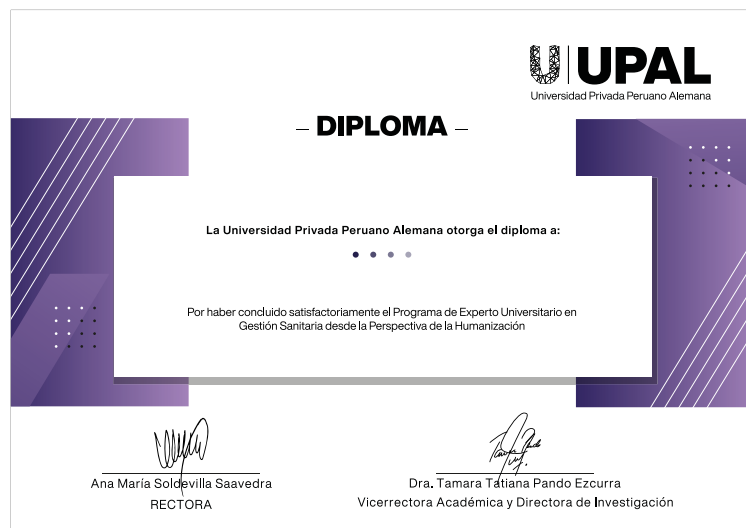 UPAL
Universidad Privada Peruano Alemana
– DIPLOMA –
La Universidad Privada Peruano Alemana otorga el diploma a:
Por haber concluido satisfactoriamente el Programa de Experto Universitario en
Gestión Sanitaria desde la Perspectiva de la Humanización
Ana María Soldevilla Saavedra
RECTORA
Dra. Tamara Tatiana Pando Ezcurra
Vicerrectora Académica y Directora de Investigación